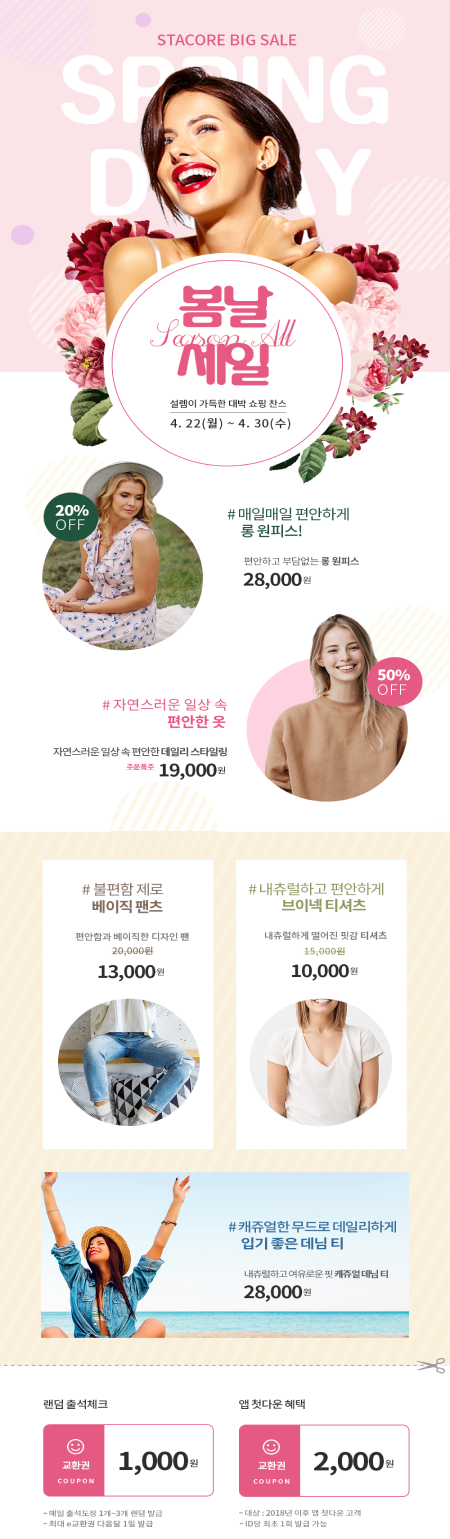 STACORE BIG SALE
SPRING
D AY
봄날
Season All
세일
설렘이 가득한 대박 쇼핑 찬스
4. 22(월) ~ 4. 30(수)
20%
OFF
# 매일매일 편안하게
롱 원피스!
편안하고 부담없는 롱 원피스
28,000원
50%
OFF
# 자연스러운 일상 속
편안한 옷
자연스러운 일상 속 편안한 데일리 스타일링
주문폭주 19,000원
# 불편함 제로
베이직 팬츠
편안함과 베이직한 디자인 팬
20,000원
13,000원
# 내츄럴하고 편안하게
브이넥 티셔츠
내츄럴하게 떨어진 핏감 티셔츠
15,000원
10,000원
# 캐쥬얼한 무드로 데일리하게
입기 좋은 데님 티
내츄럴하고 여유로운 핏 캐쥬얼 데님 티
28,000원
랜덤 출석체크
교환권
COUPON
1,000원
- 매일 출석도장 1개~3개 랜덤 발급
- 최대 e교환권 다음달 1일 발급
앱 첫다운 혜택
교환권
COUPON
2,000원
- 대상 : 2018년 이후 앱 첫다운 고객
- ID당 최초 1회 발급 가능